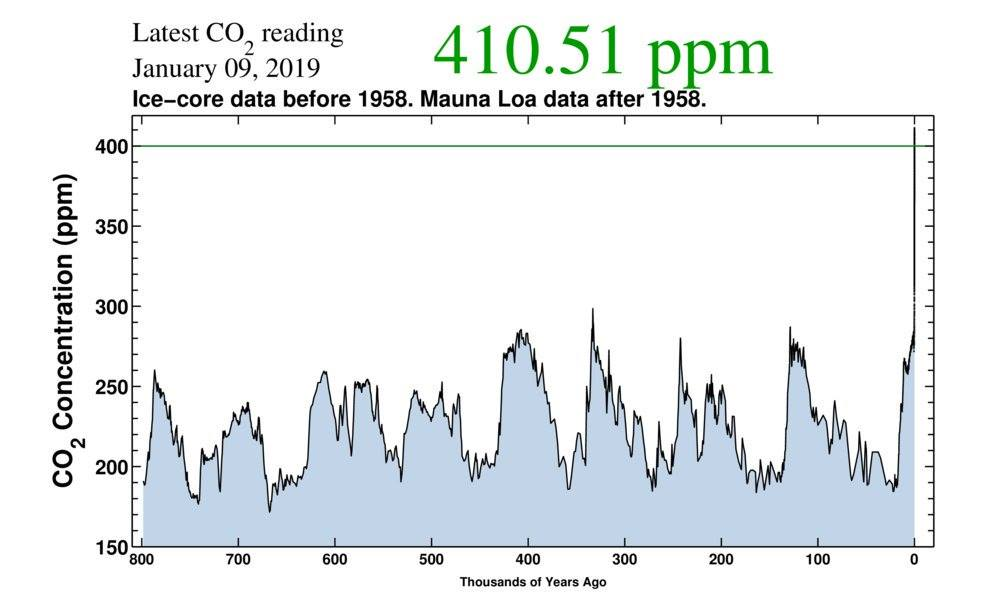 Latest CO2 reading
January 09, 2019
410.51 ppm
Ice-core data before 1958. Mauna Loa data after 1958.
CO2 Concentration (ppm)
400
350
300
250
200
150
800 700 600 500 400 300 200 100 0
Thousands of Years Ago